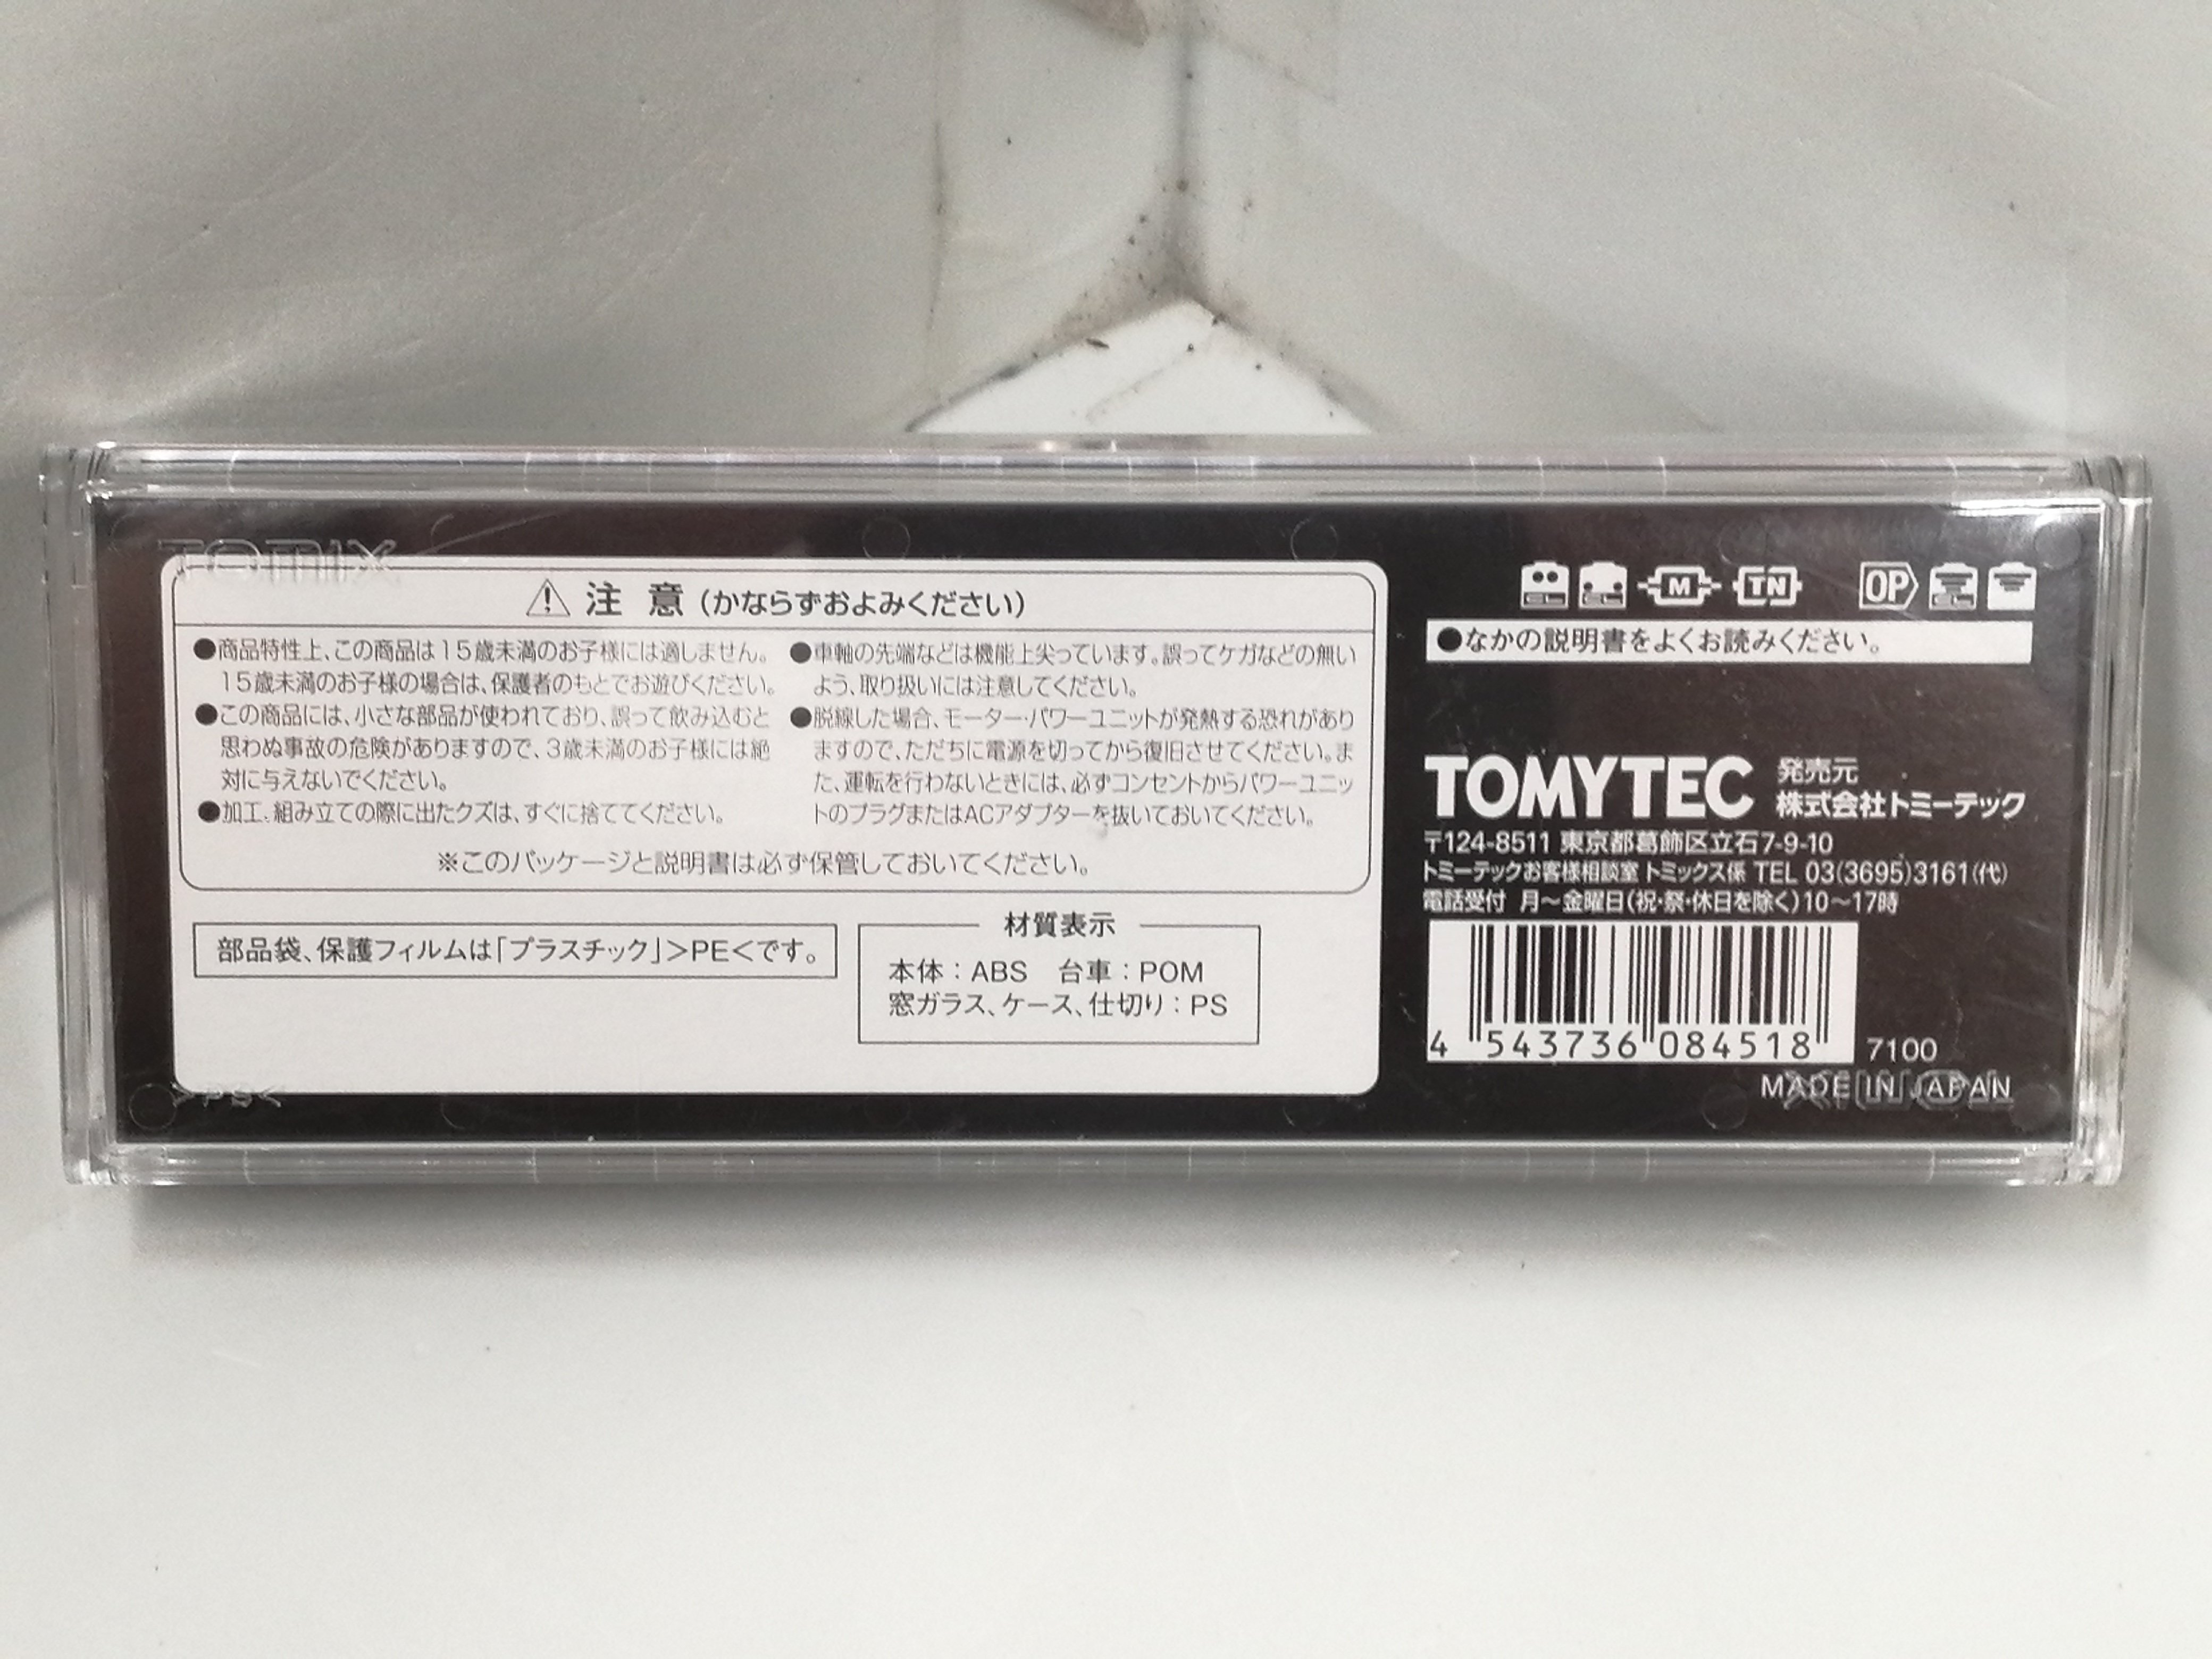 TOMIX
⚠ 注意(かならずおよみください)
●商品特性上、この商品は15歳未満のお子様には適しません。
15歳未満のお子様の場合は、保護者のもとでお遊びください。
●この商品には、小さな部品が使われており、誤って飲み込むと
思わぬ事故の危険がありますので、3歳未満のお子様には絶
対に与えないでください。
●加工、組み立ての際に出たクズは、すぐに捨ててください。
●車軸の先端などは機能上尖っています。誤ってケガなどの無い
よう、取り扱いには注意してください。
●脱線した場合、モーター・パワーユニットが発熱する恐れがあり
ますので、ただちに電源を切ってから復旧させてください。ま
た、運転を行わないときには、必ずコンセントからパワーユニッ
トのプラグまたはACアダプターを抜いておいてください。
※このパッケージと説明書は必ず保管しておいてください。
部品袋、保護フィルムは「プラスチック」>PE<です。
材質表示
本体:ABS 台車:POM
窓ガラス、ケース、仕切り:PS
>PS<
EL EL M TN OP EL
●なかの説明書をよくお読みください。
TOMYTEC 発売元
株式会社トミーテック
〒124-8511 東京都葛飾区立石7-9-10
トミーテックお客様相談室 トミックス係 TEL 03(3695)3161(代)
電話受付 月~金曜日(祝・祭・休日を除く)10~17時
4 543736 084518
7100
MADE IN JAPAN
TOMIX